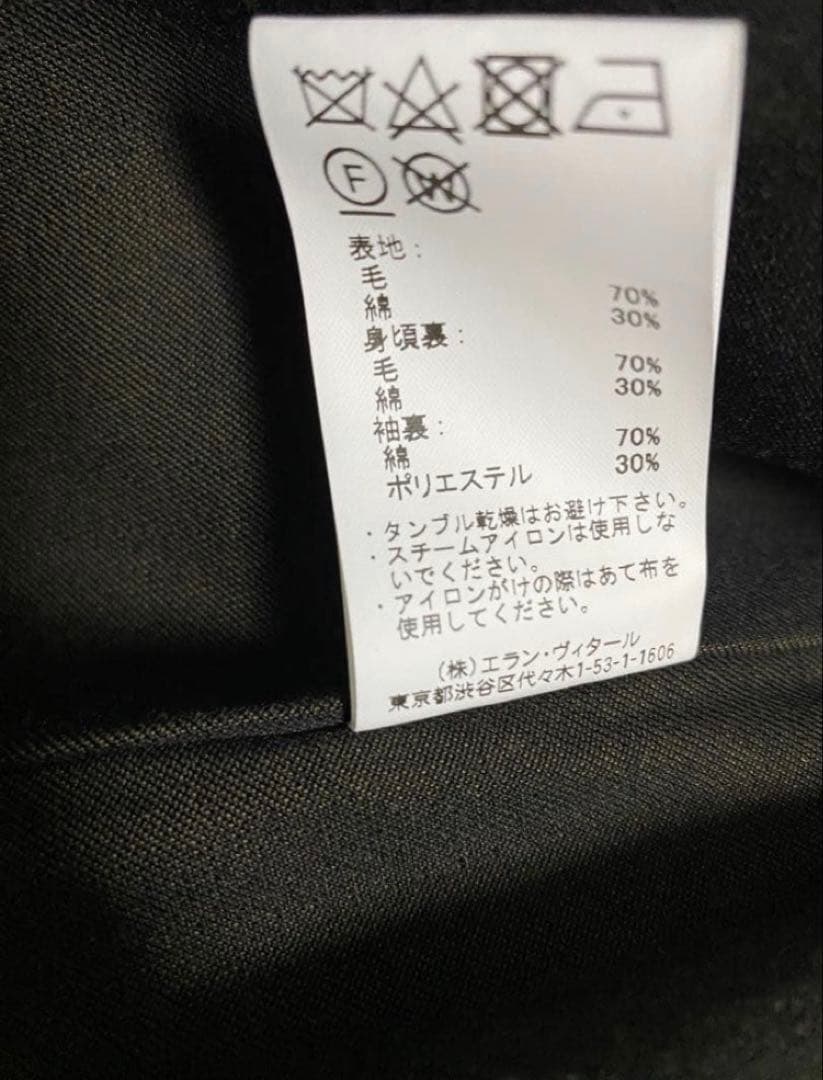 F W
表地:
毛 70%
綿 30%
身頃裏:
毛 70%
綿 30%
袖裏:
綿 70%
ポリエステル 30%
・タンブル乾燥はお避け下さい。
・スチームアイロンは使用しな
いでください。
・アイロンがけの際はあて布を
使用してください。
(株)エラン・ヴィタール
東京都渋谷区代々木1-53-1-1606